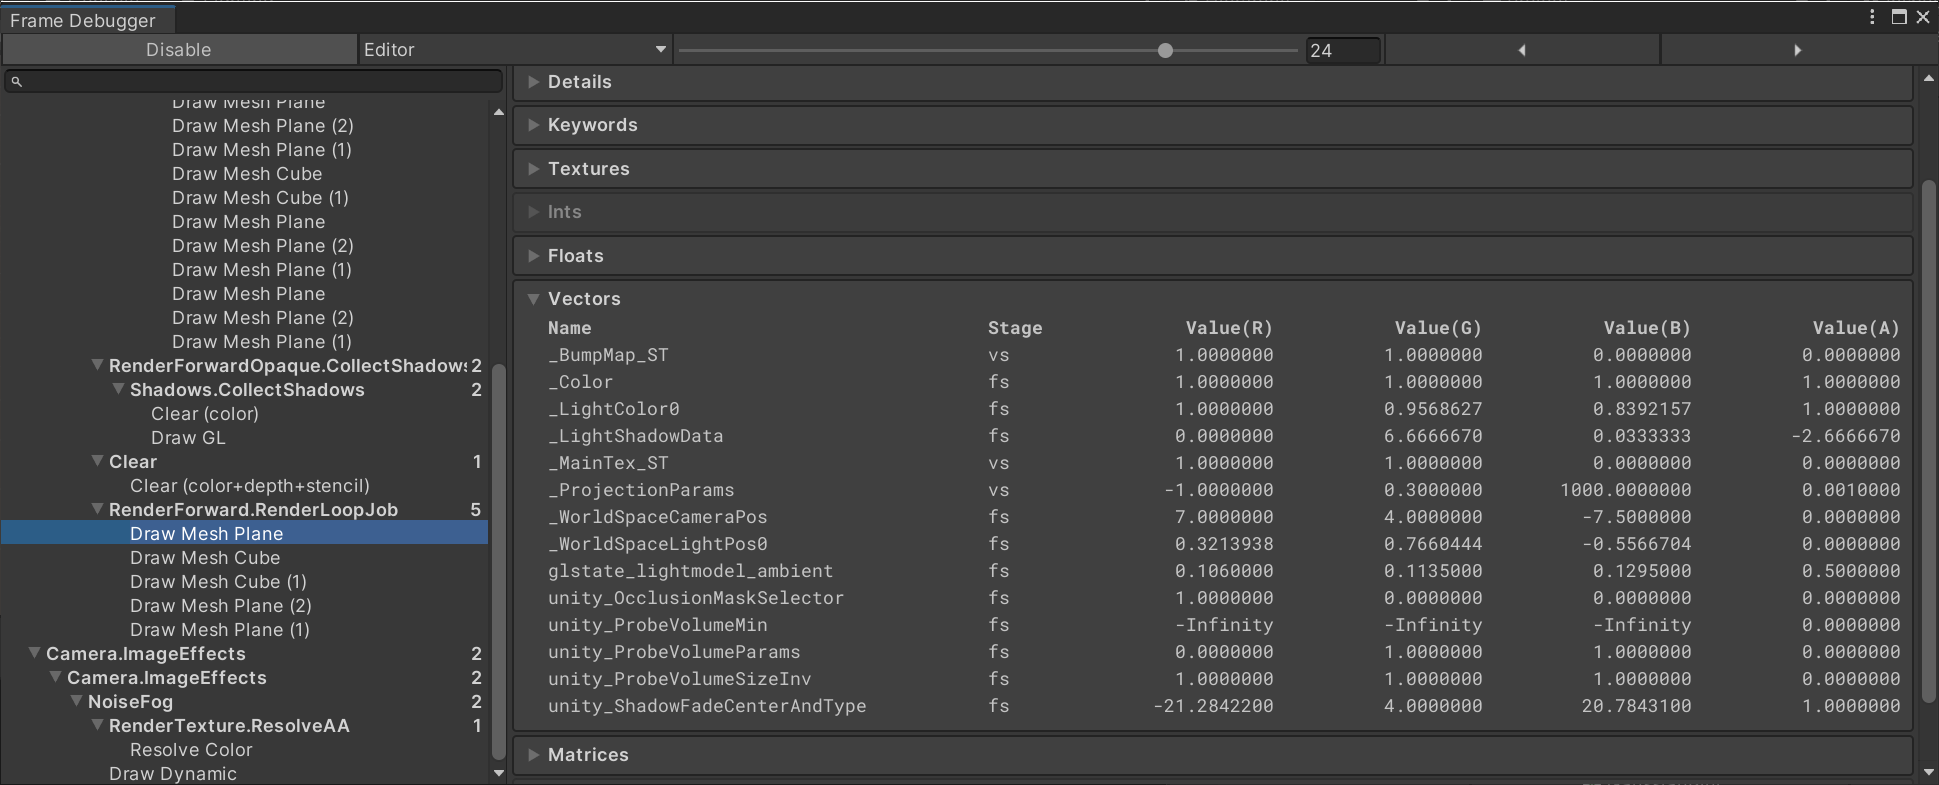 Frame Debugger
Disable
Editor
24
Draw Mesh Plane
Draw Mesh Plane (2)
Draw Mesh Plane (1)
Draw Mesh Cube
Draw Mesh Cube (1)
Draw Mesh Plane
Draw Mesh Plane (2)
Draw Mesh Plane (1)
Draw Mesh Plane
Draw Mesh Plane (2)
Draw Mesh Plane (1)
RenderForwardOpaque.CollectShadows 2
Shadows.CollectShadows 2
Clear (color)
Draw GL
Clear 1
Clear (color+depth+stencil)
RenderForward.RenderLoopJob 5
Draw Mesh Plane
Draw Mesh Cube
Draw Mesh Cube (1)
Draw Mesh Plane (2)
Draw Mesh Plane (1)
Camera.ImageEffects 2
Camera.ImageEffects 2
NoiseFog 2
RenderTexture.ResolveAA 1
Resolve Color
Draw Dynamic
Details
Keywords
Textures
Ints
Floats
Vectors
Name Stage Value(R) Value(G) Value(B) Value(A)
_BumpMap_ST vs 1.0000000 1.0000000 0.0000000 0.0000000
_Color fs 1.0000000 1.0000000 1.0000000 1.0000000
_LightColor0 fs 1.0000000 0.9568627 0.8392157 1.0000000
_LightShadowData fs 0.0000000 6.6666670 0.0333333 -2.6666670
_MainTex_ST vs 1.0000000 1.0000000 0.0000000 0.0000000
_ProjectionParams vs -1.0000000 0.3000000 1000.0000000 0.0010000
_WorldSpaceCameraPos fs 7.0000000 4.0000000 -7.5000000 0.0000000
_WorldSpaceLightPos0 fs 0.3213938 0.7660444 -0.5566704 0.0000000
glstate_lightmodel_ambient fs 0.1060000 0.1135000 0.1295000 0.5000000
unity_OcclusionMaskSelector fs 1.0000000 0.0000000 0.0000000 0.0000000
unity_ProbeVolumeMin fs -Infinity -Infinity -Infinity 0.0000000
unity_ProbeVolumeParams fs 0.0000000 1.0000000 1.0000000 0.0000000
unity_ProbeVolumeSizeInv fs 1.0000000 1.0000000 1.0000000 0.0000000
unity_ShadowFadeCenterAndType fs -21.2842200 4.0000000 20.7843100 1.0000000
Matrices